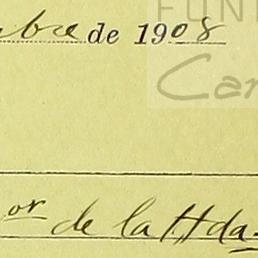 bre de 1908
FUN
Car
or de la Hda